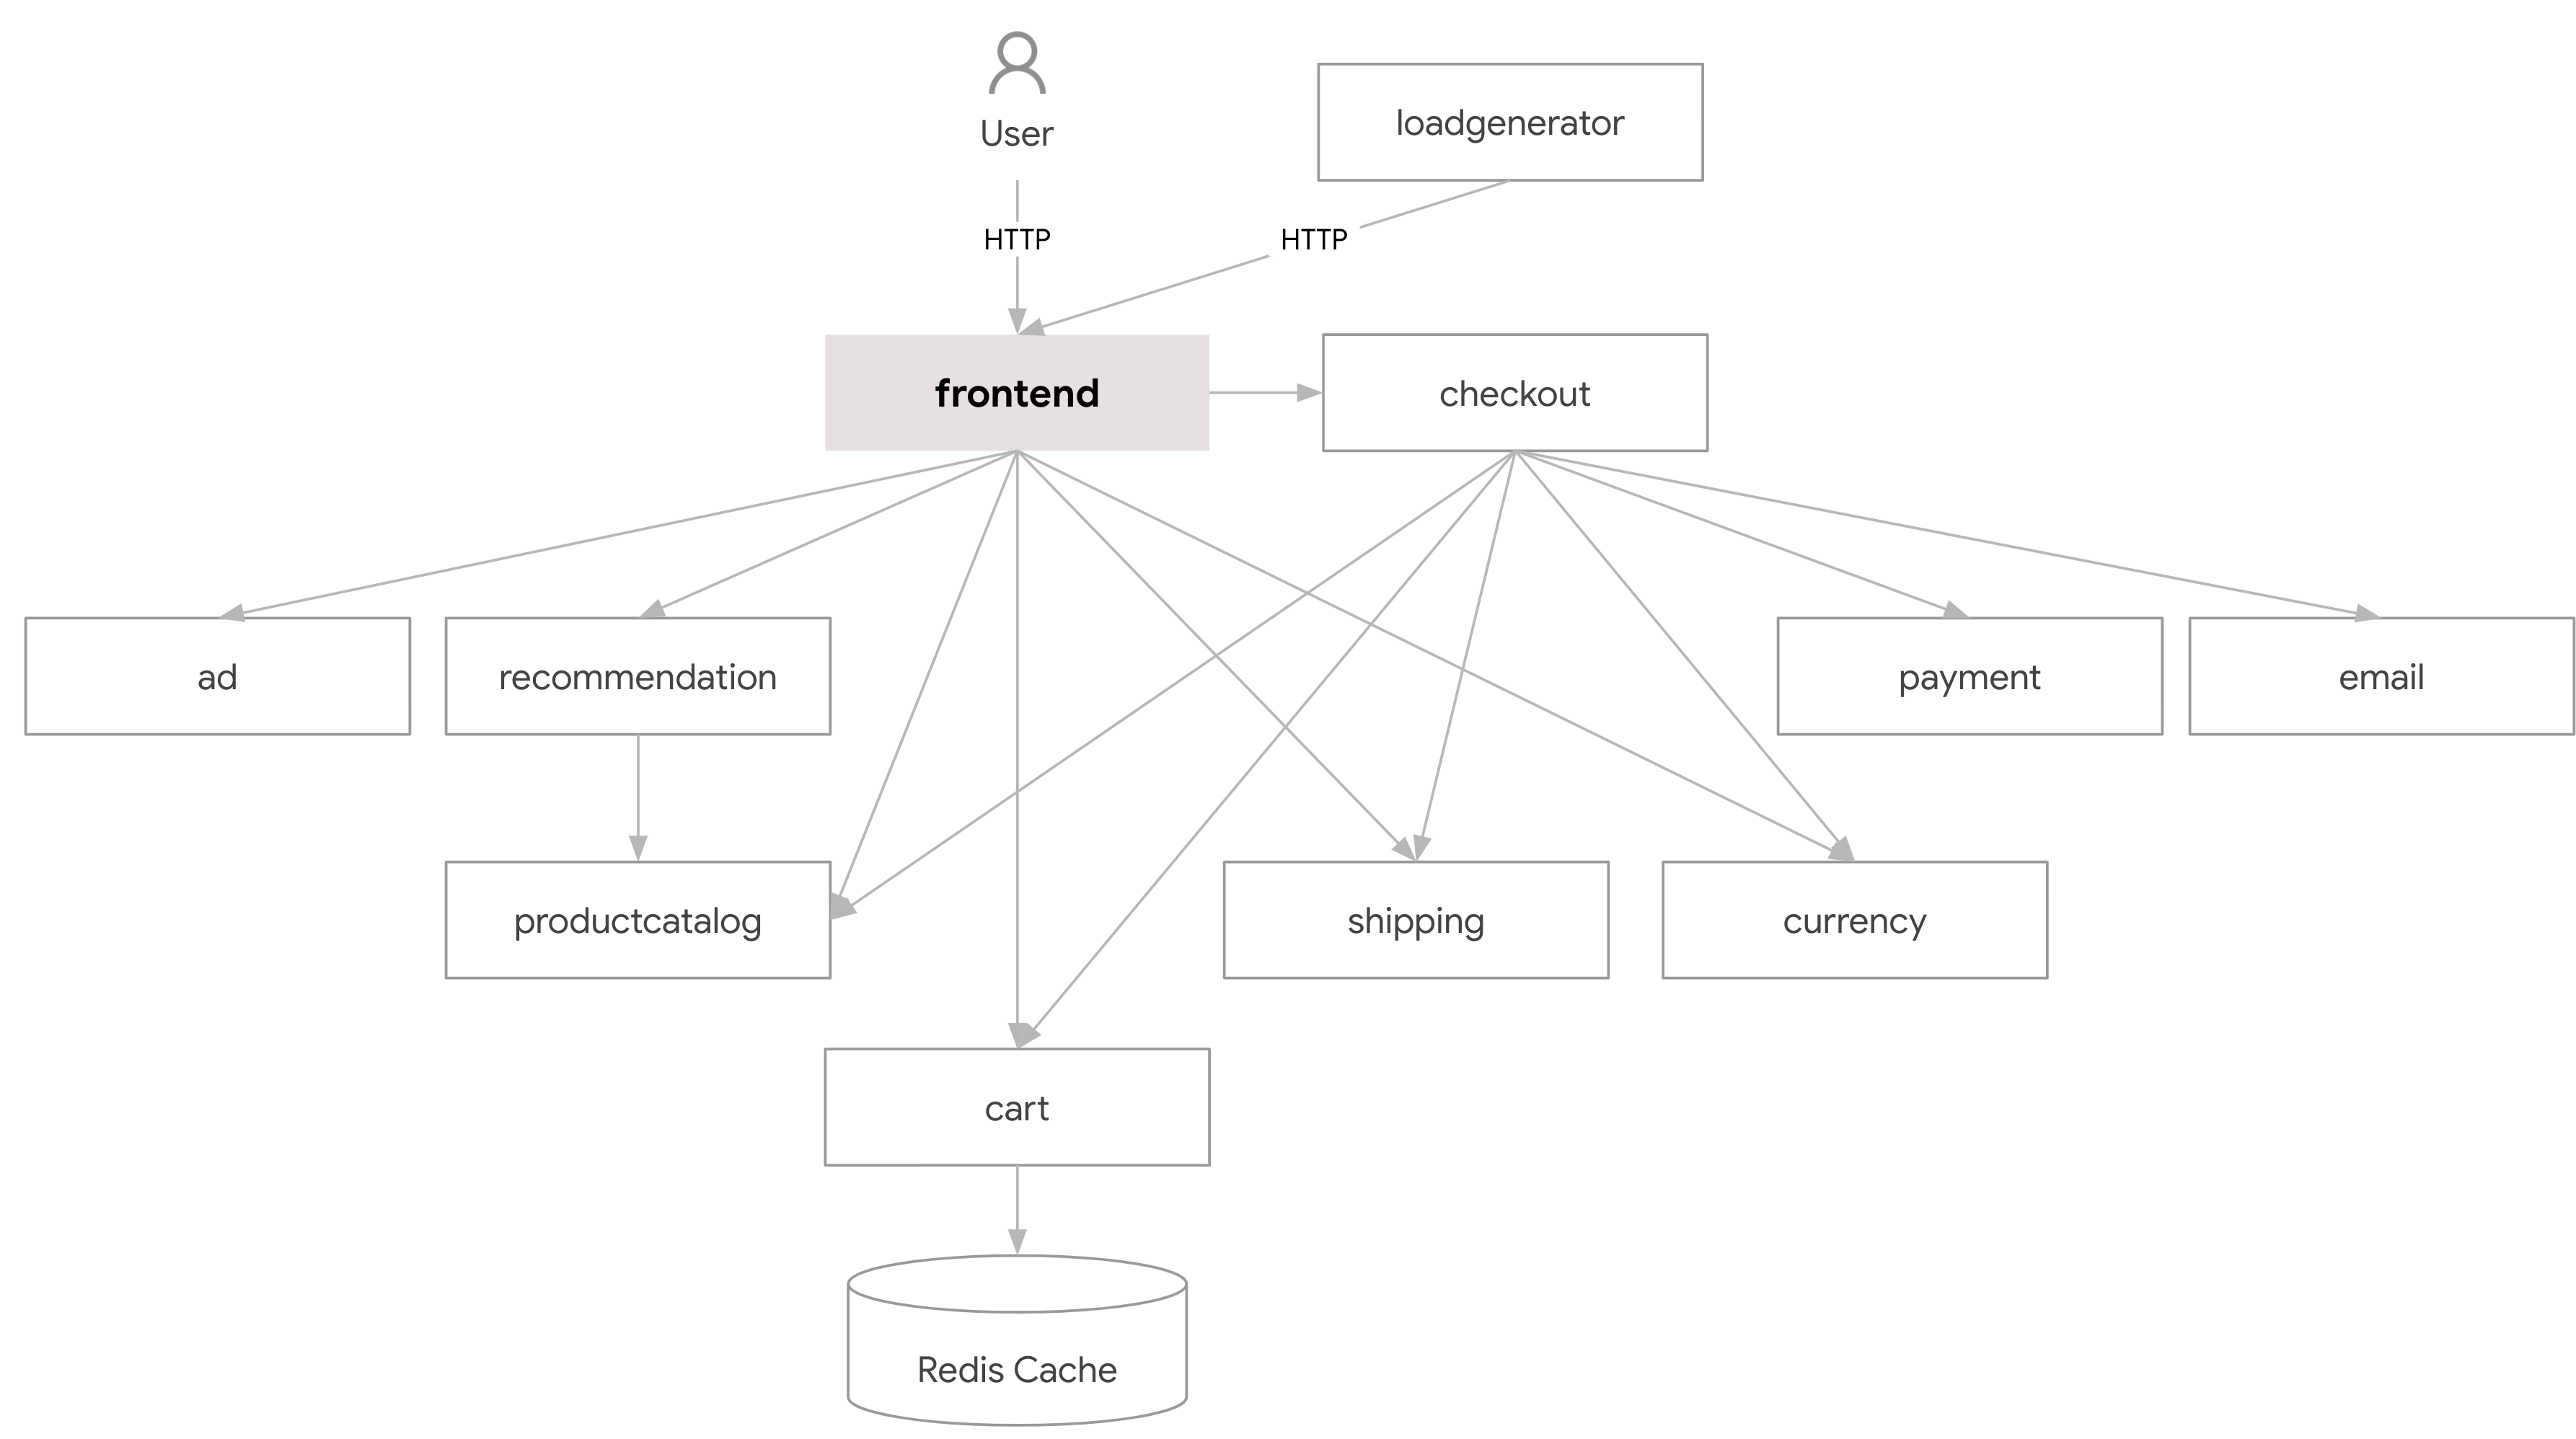 User
loadgenerator
HTTP
HTTP
frontend
checkout
ad
recommendation
payment
email
productcatalog
shipping
currency
cart
Redis Cache